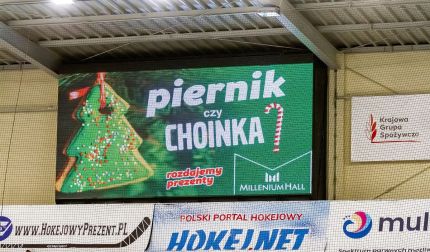 piernik
czy
CHOINKA
rozdajemy
prezenty
MILLENIUM HALL
Krajowa
Grupa
Spożywcza
WWW.HOKEJOWYPREZENT.PL
POLSKI PORTAL HOKEJOWY
HOKEJ.NET
mul